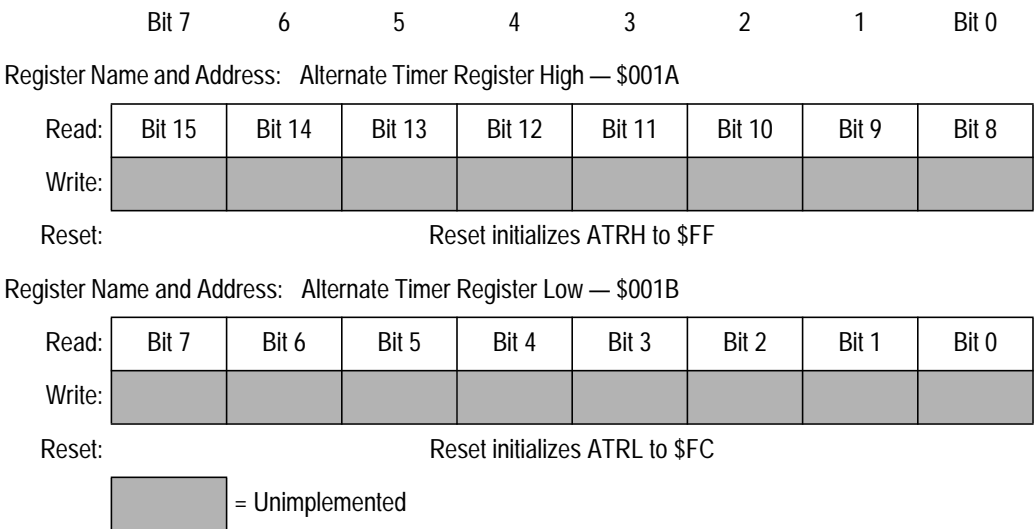 Bit 7 6 5 4 3 2 1 Bit 0
Register Name and Address: Alternate Timer Register High — $001A
Read: Bit 15 Bit 14 Bit 13 Bit 12 Bit 11 Bit 10 Bit 9 Bit 8
Write:
Reset: Reset initializes ATRH to $FF
Register Name and Address: Alternate Timer Register Low — $001B
Read: Bit 7 Bit 6 Bit 5 Bit 4 Bit 3 Bit 2 Bit 1 Bit 0
Write:
Reset: Reset initializes ATRL to $FC
= Unimplemented